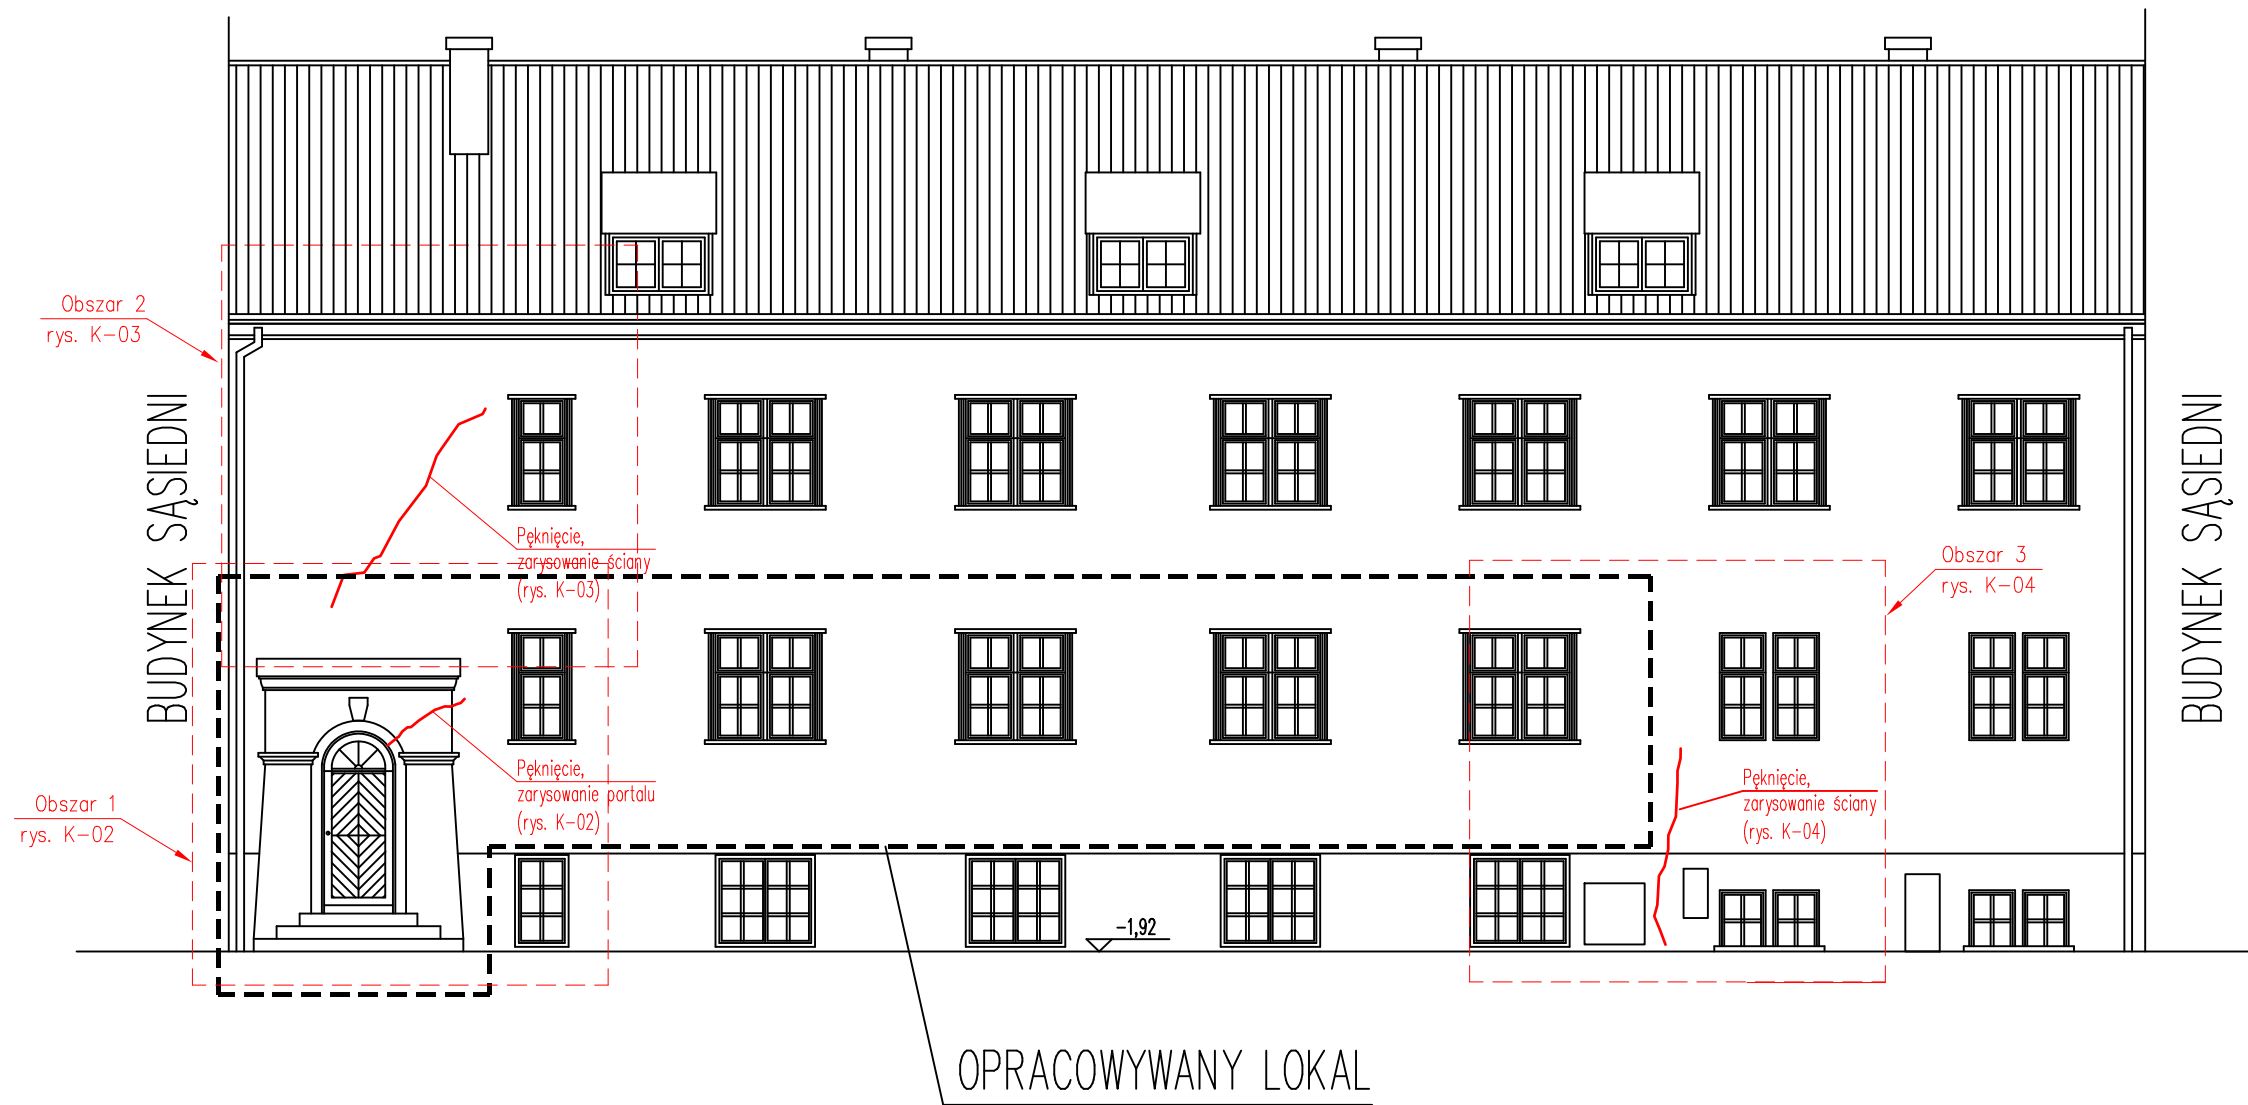 Obszar 2
rys. K-03
BUDYNEK SĄSIEDNI
BUDYNEK SĄSIEDNI
Pęknięcie,
zarysowanie ściany
(rys. K-03)
Obszar 3
rys. K-04
Pęknięcie,
zarysowanie portalu
(rys. K-02)
Pęknięcie,
zarysowanie ściany
(rys. K-04)
Obszar 1
rys. K-02
-1,92
OPRACOWYWANY LOKAL